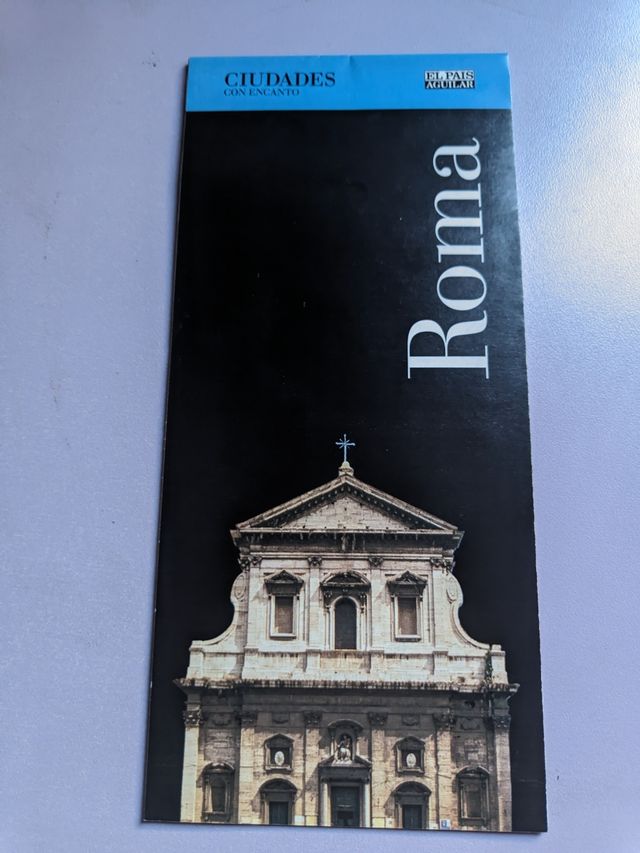 CIUDADES
CON ENCANTO
EL PAIS
AGUILAR
Roma